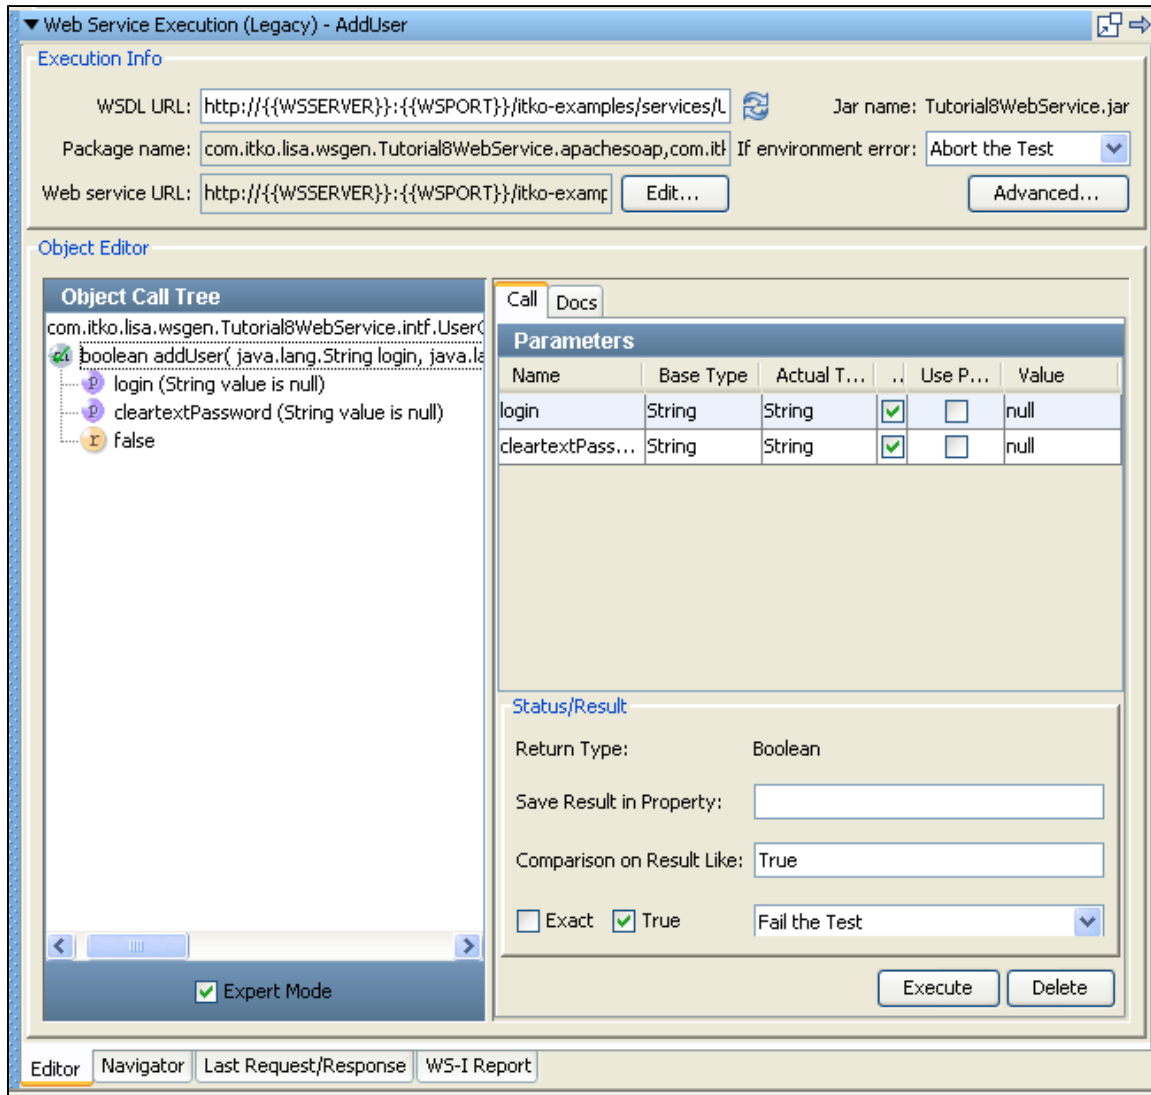 Web Service Execution (Legacy) - AddUser
Execution Info
WSDL URL: http://{{WSSERVER}}:{{WSPORT}}/itko-examples/services/U Jar name: Tutorial8WebService.jar
Package name: com.itko.lisa.wsgen.Tutorial8WebService.apachesoap,com.itk If environment error: Abort the Test
Web service URL: http://{{WSSERVER}}:{{WSPORT}}/itko-examp Edit... Advanced...
Object Editor
Object Call Tree
com.itko.lisa.wsgen.Tutorial8WebService.intf.UserC
boolean addUser( java.lang.String login, java.la
P login (String value is null)
P cleartextPassword (String value is null)
r false
Expert Mode
Call Docs
Parameters
Name Base Type Actual T... .. Use P... Value
login String String null
cleartextPass... String String null
Status/Result
Return Type: Boolean
Save Result in Property:
Comparison on Result Like: True
Exact True Fail the Test
Execute Delete
Editor Navigator Last Request/Response WS-I Report